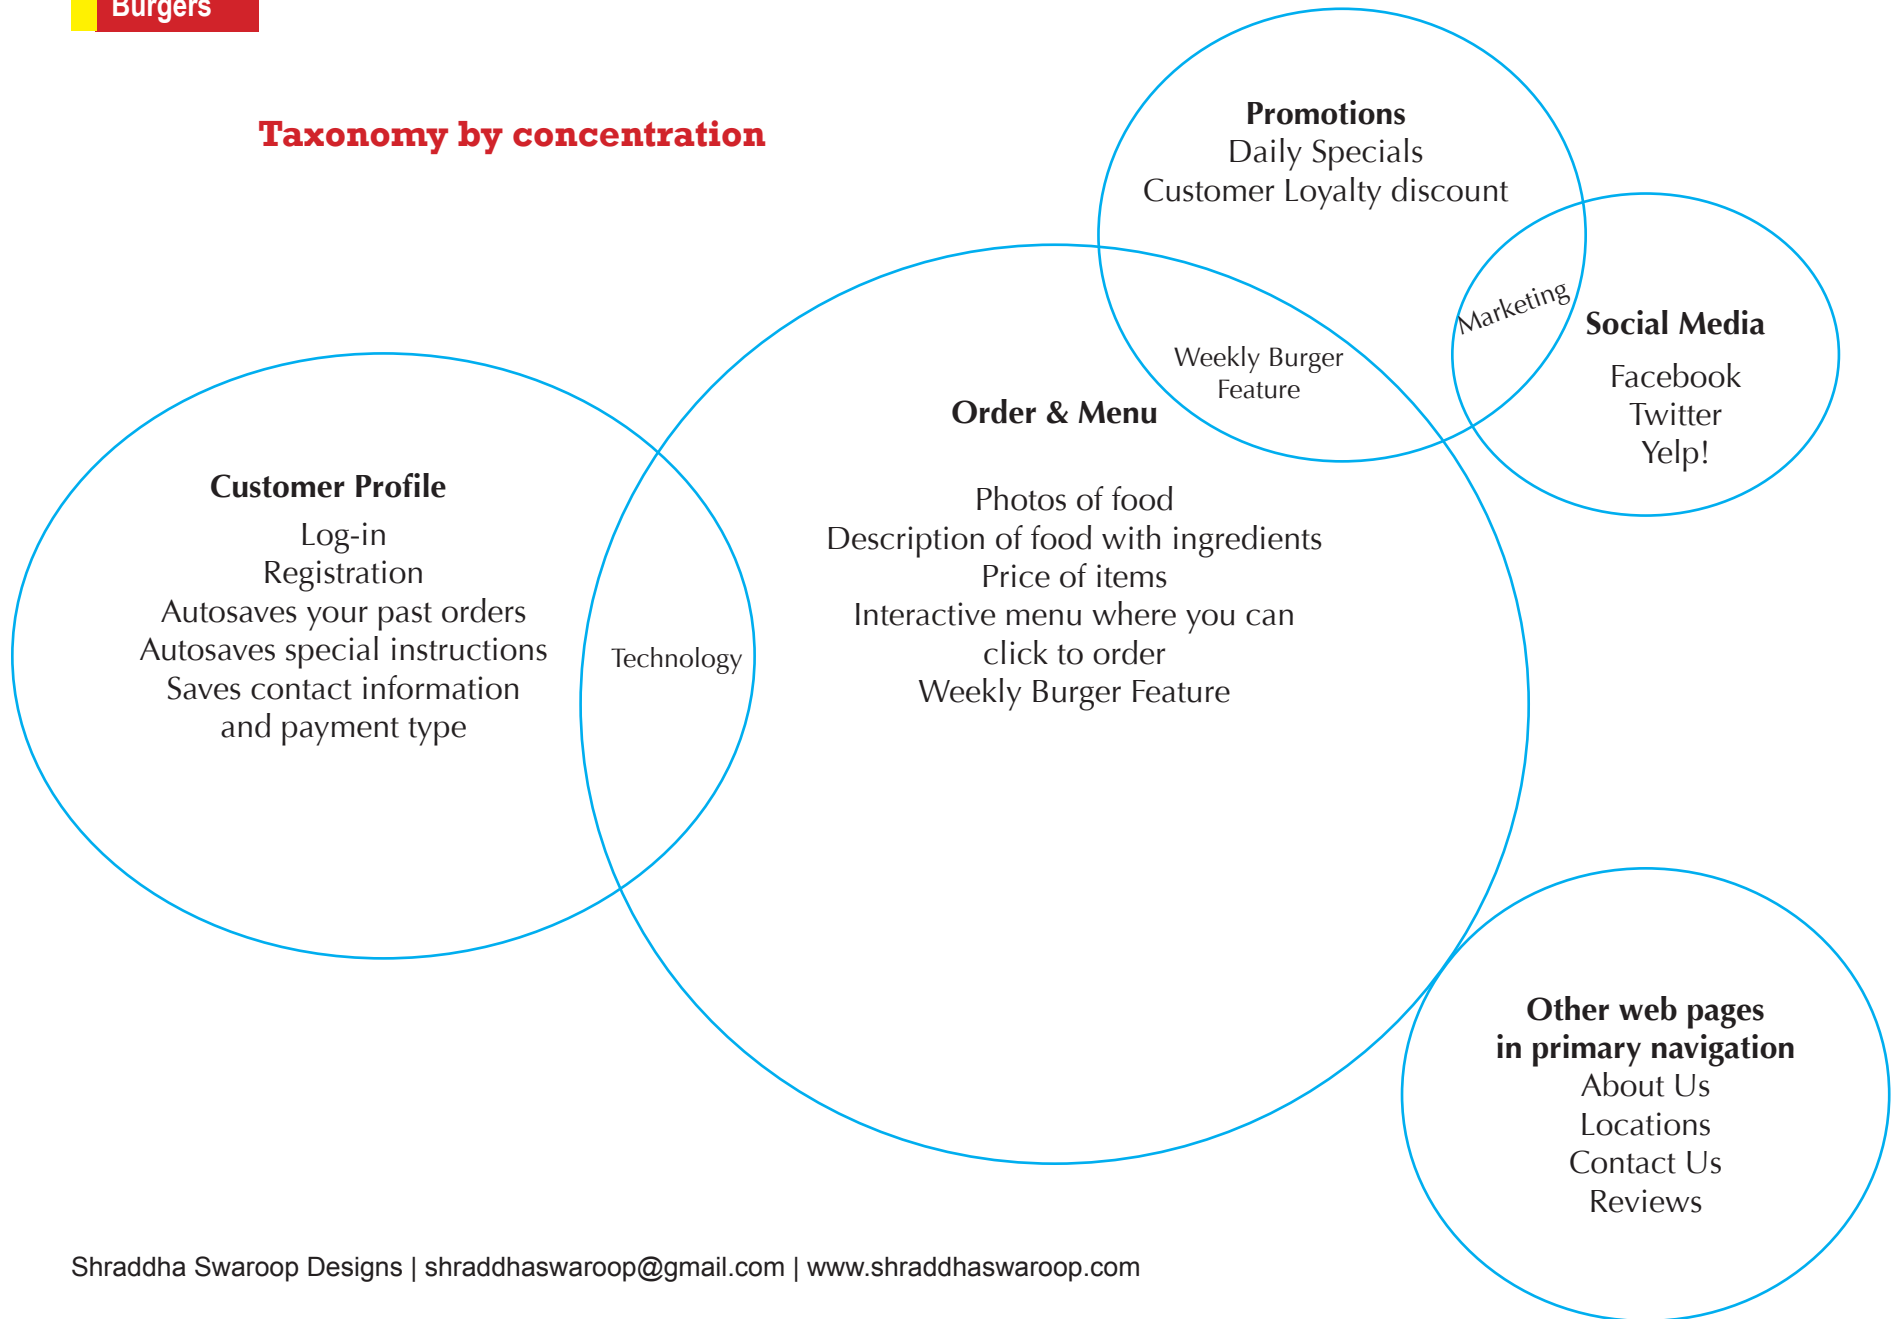 Burgers
Taxonomy by concentration
Promotions
Daily Specials
Customer Loyalty discount
Marketing
Social Media
Facebook
Twitter
Yelp!
Weekly Burger
Feature
Order & Menu
Photos of food
Description of food with ingredients
Price of items
Interactive menu where you can
click to order
Weekly Burger Feature
Customer Profile
Log-in
Registration
Autosaves your past orders
Autosaves special instructions
Saves contact information
and payment type
Technology
Other web pages
in primary navigation
About Us
Locations
Contact Us
Reviews
Shraddha Swaroop Designs | shraddhaswaroop@gmail.com | www.shraddhaswaroop.com